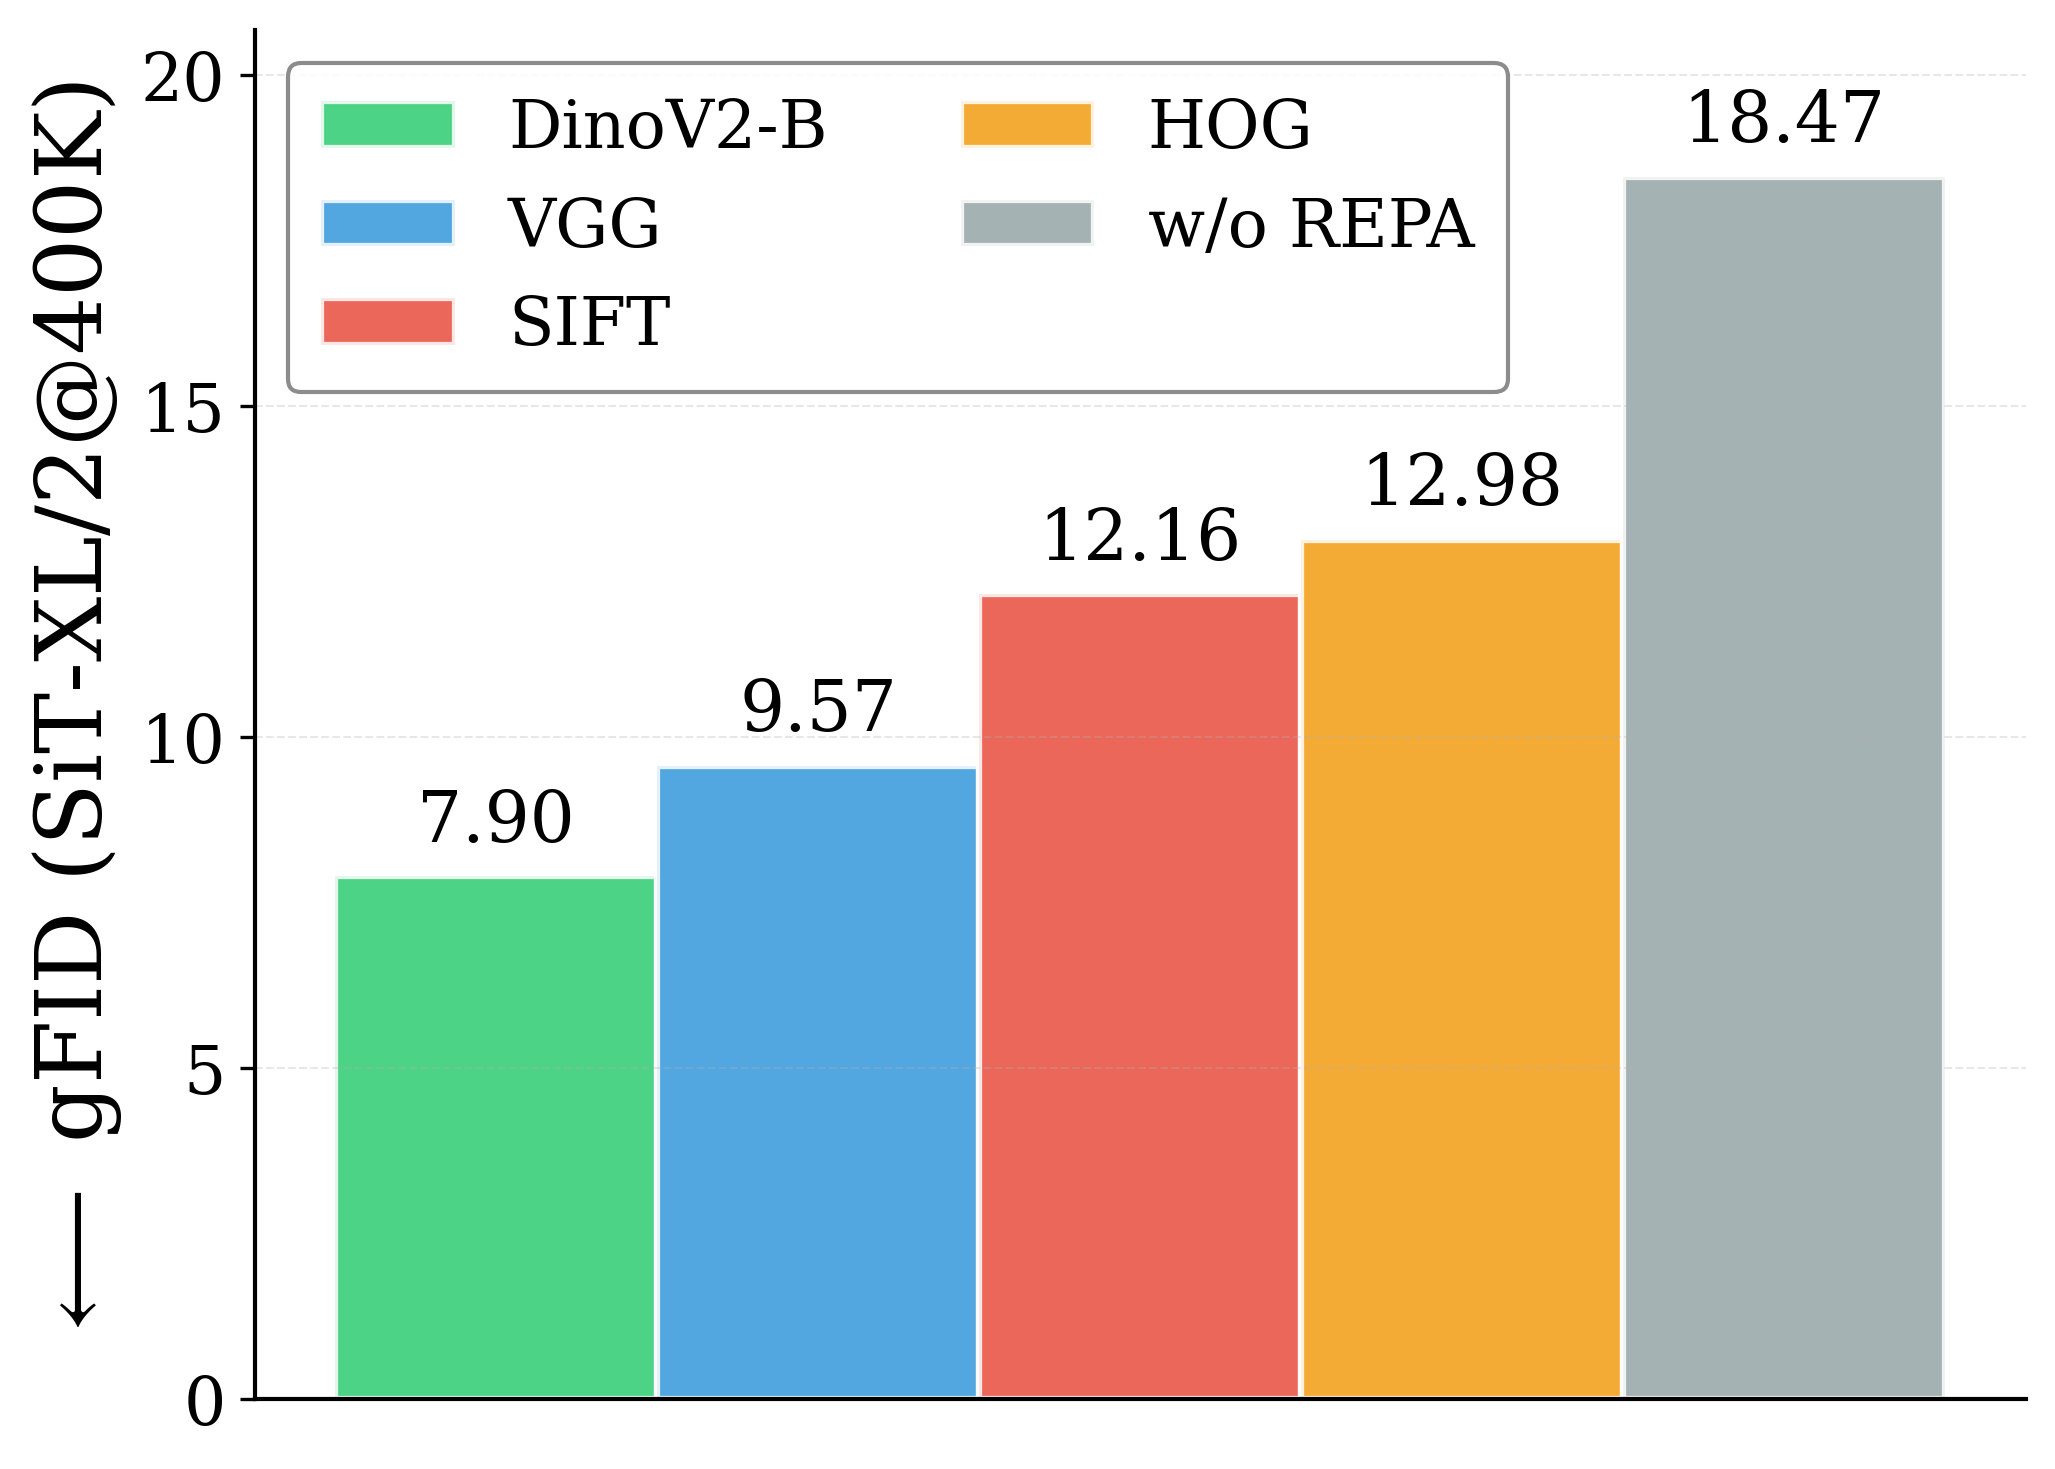 ← gFID (SiT-XL/2@400K)
20
15
10
5
0
DinoV2-B
VGG
SIFT
HOG
w/o REPA
7.90
9.57
12.16
12.98
18.47